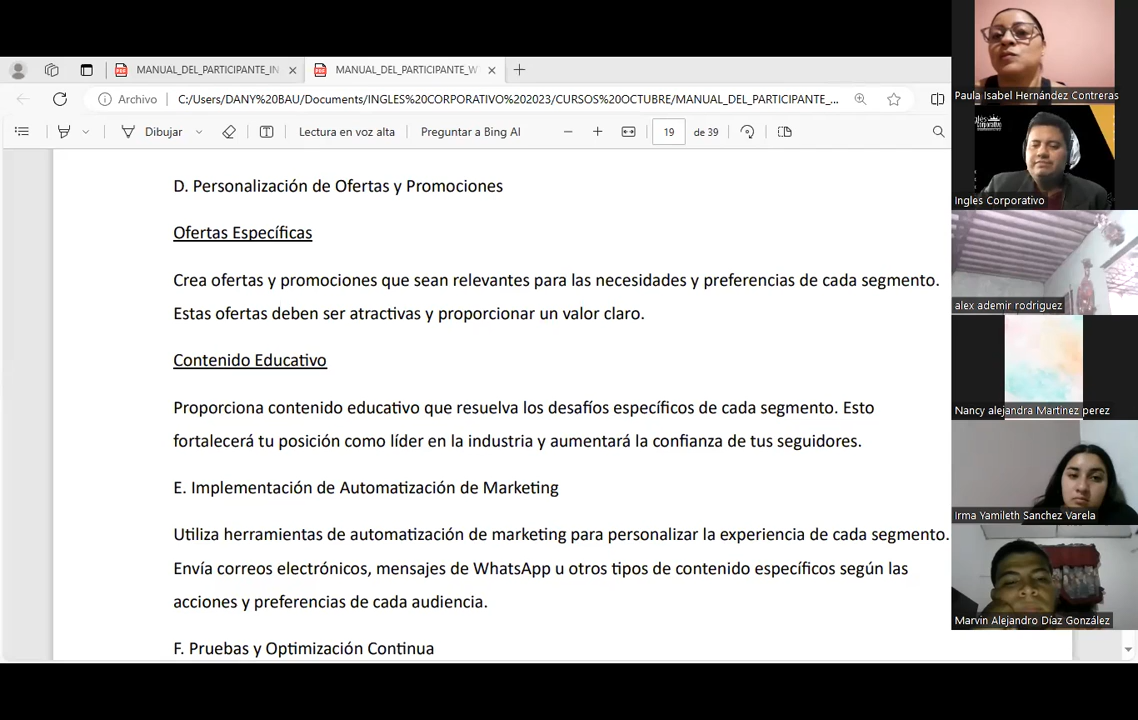 MANUAL_DEL_PARTICIPANTE_IN
MANUAL_DEL_PARTICIPANTE_W
Archivo C:/Users/DANY%20BAU/Documents/INGLES%20CORPORATIVO%202023/CURSOS%20OCTUBRE/MANUAL_DEL_PARTICIPANTE_...
Dibujar Lectura en voz alta Preguntar a Bing AI 19 de 39
D. Personalización de Ofertas y Promociones
Ofertas Específicas
Crea ofertas y promociones que sean relevantes para las necesidades y preferencias de cada segmento.
Estas ofertas deben ser atractivas y proporcionar un valor claro.
Contenido Educativo
Proporciona contenido educativo que resuelva los desafíos específicos de cada segmento. Esto
fortalecerá tu posición como líder en la industria y aumentará la confianza de tus seguidores.
E. Implementación de Automatización de Marketing
Utiliza herramientas de automatización de marketing para personalizar la experiencia de cada segmento.
Envía correos electrónicos, mensajes de WhatsApp u otros tipos de contenido específicos según las
acciones y preferencias de cada audiencia.
F. Pruebas y Optimización Continua
Paula Isabel Hernández Contreras
Ingles Corporativo
alex ademir rodriguez
Nancy alejandra Martinez perez
Irma Yamileth Sanchez Varela
Marvin Alejandro Díaz González